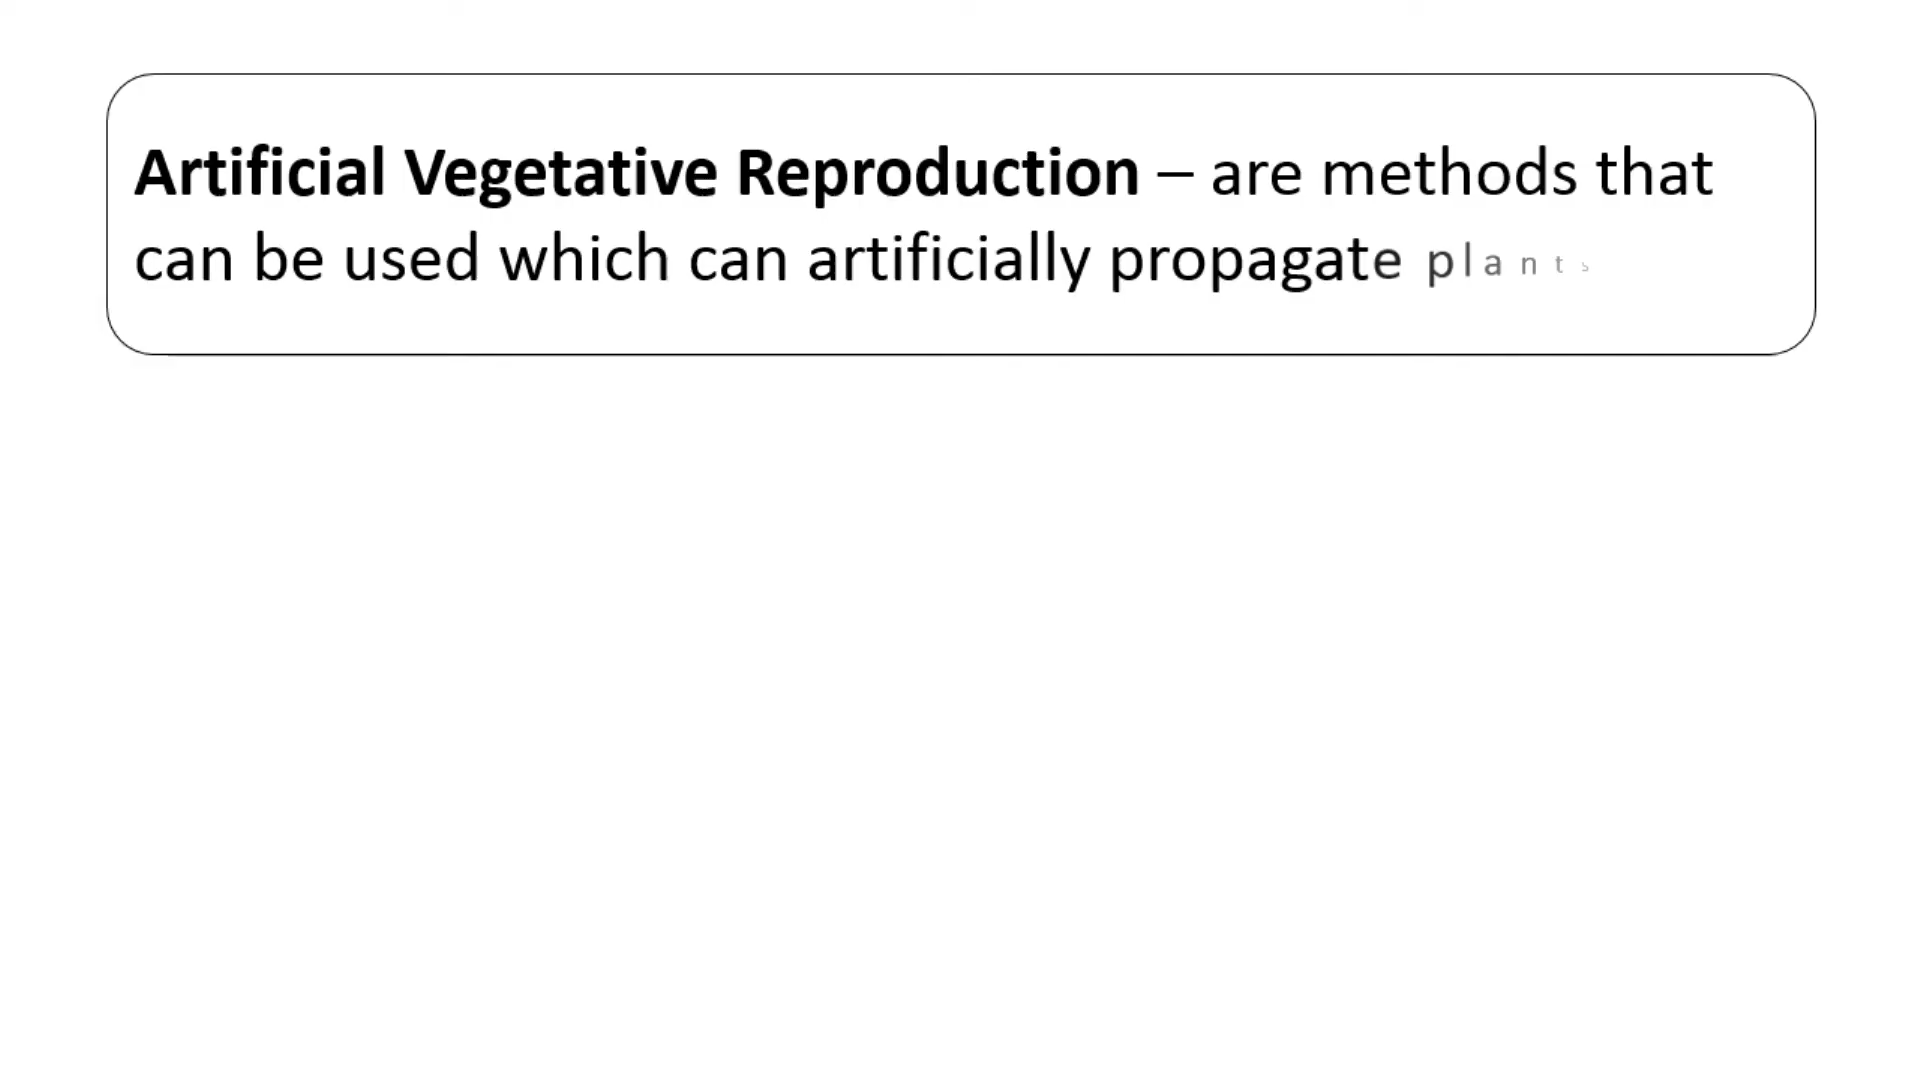 Artificial Vegetative Reproduction – are methods that
can be used which can artificially propagate plants